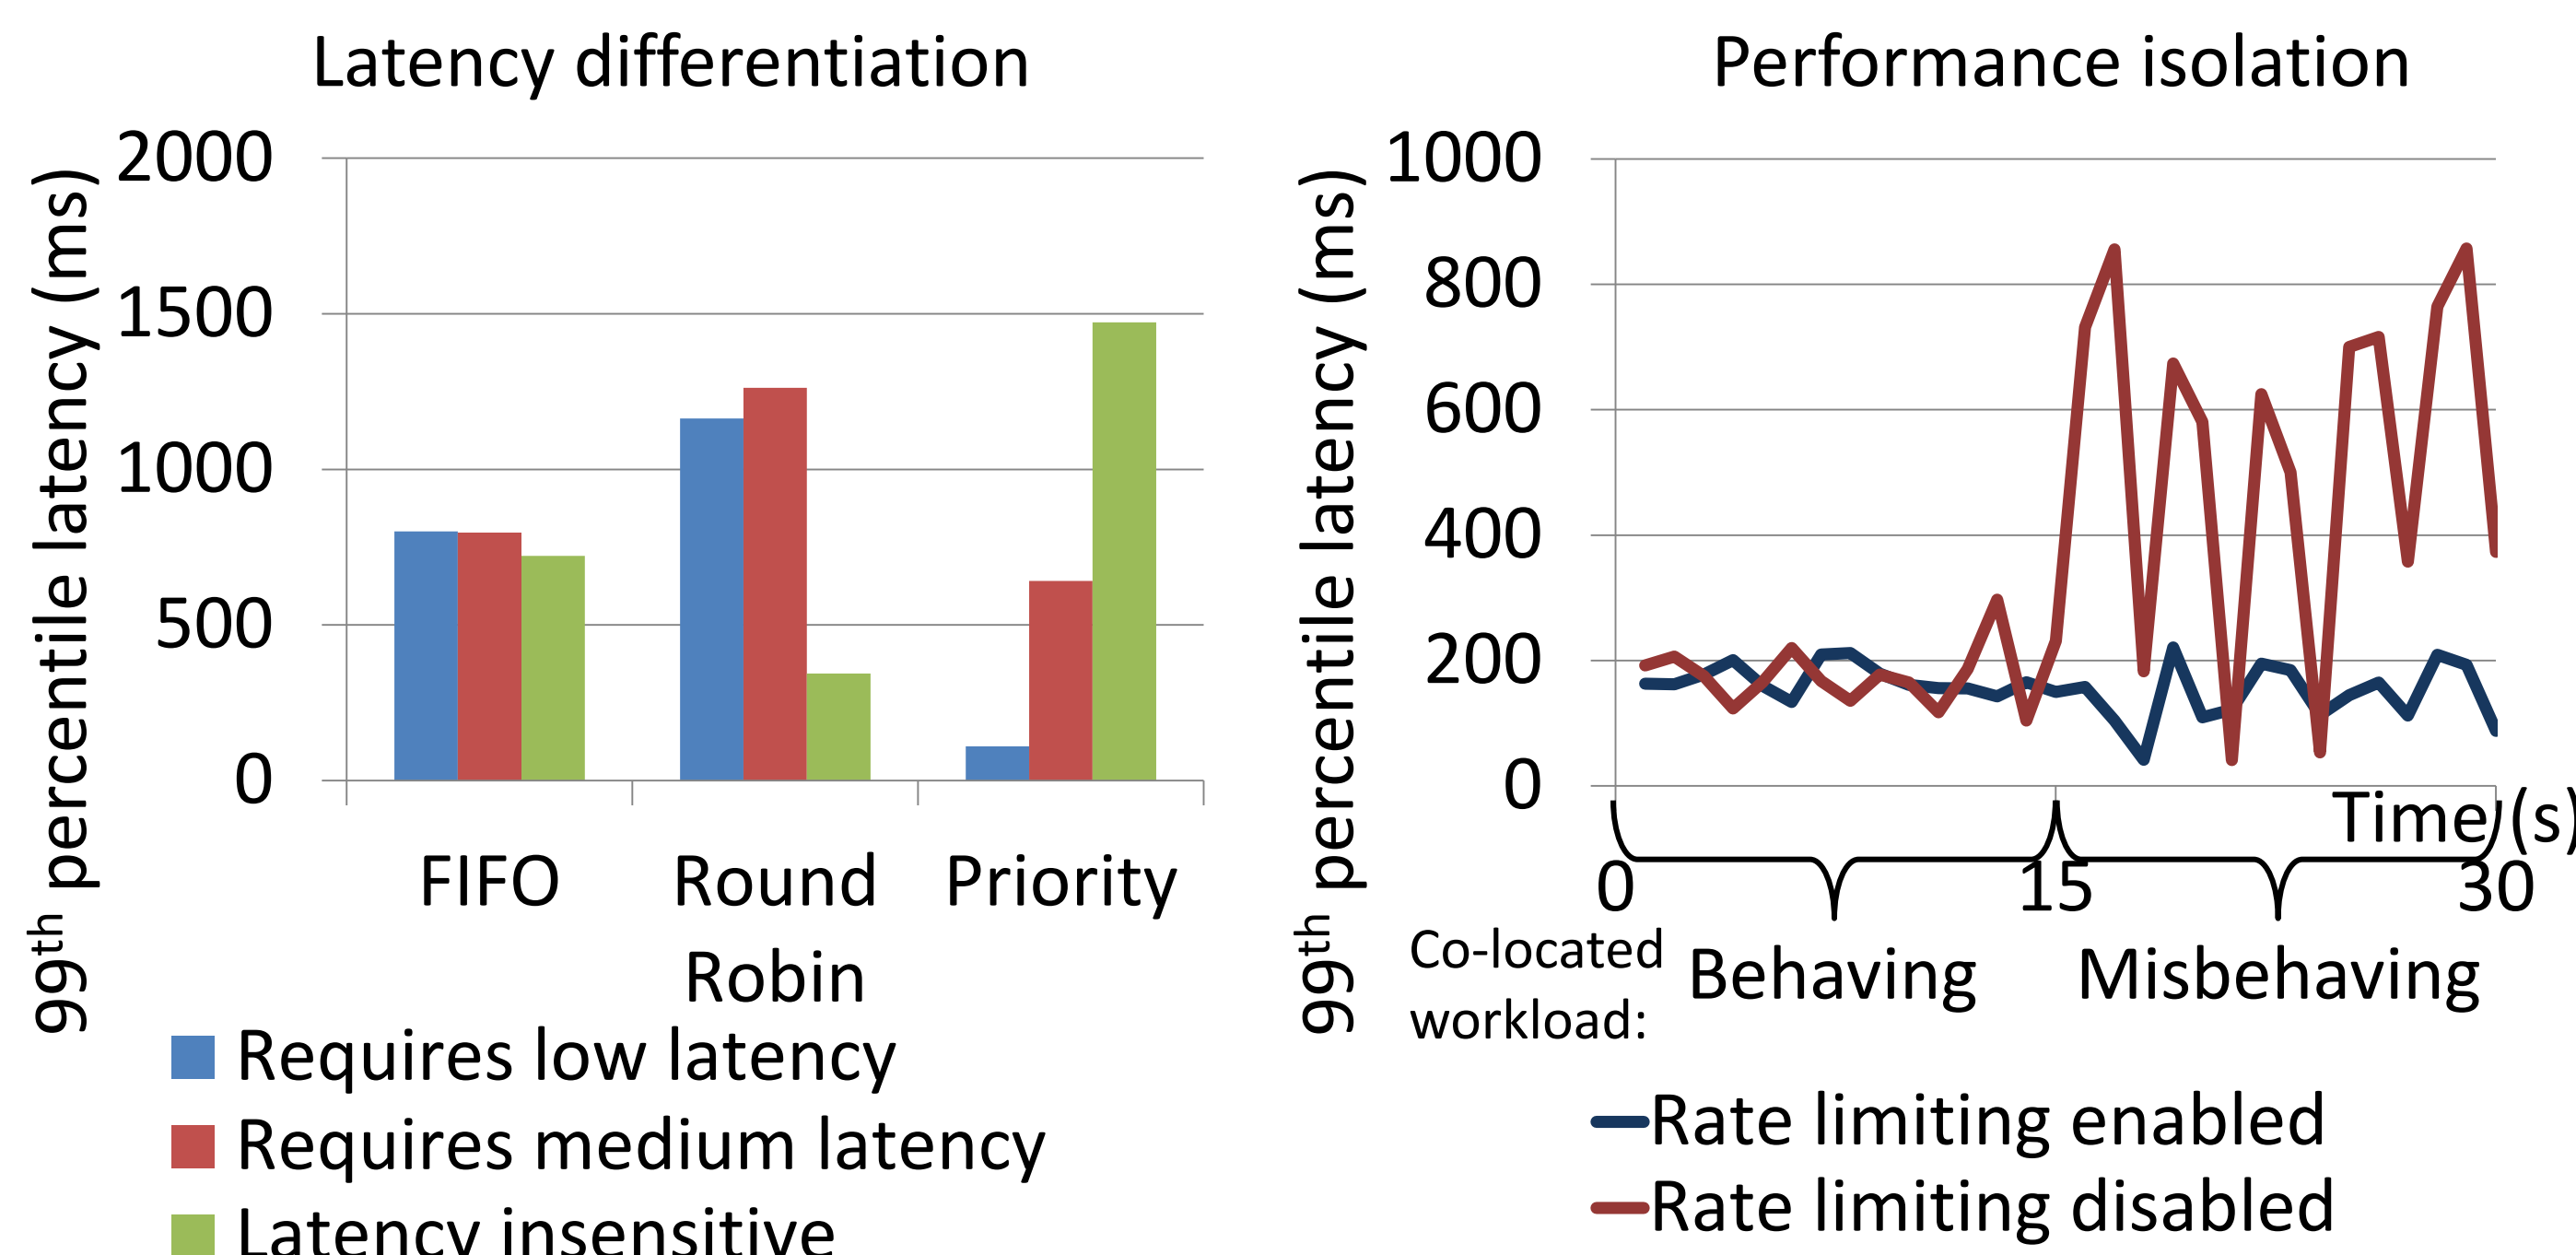 Latency differentiation
99th percentile latency (ms)
2000
1500
1000
500
0
FIFO
Round
Robin
Priority
Requires low latency
Requires medium latency
Latency insensitive
Performance isolation
99th percentile latency (ms)
1000
800
600
400
200
0
Time (s)
0
15
30
Co-located
workload:
Behaving
Misbehaving
Rate limiting enabled
Rate limiting disabled